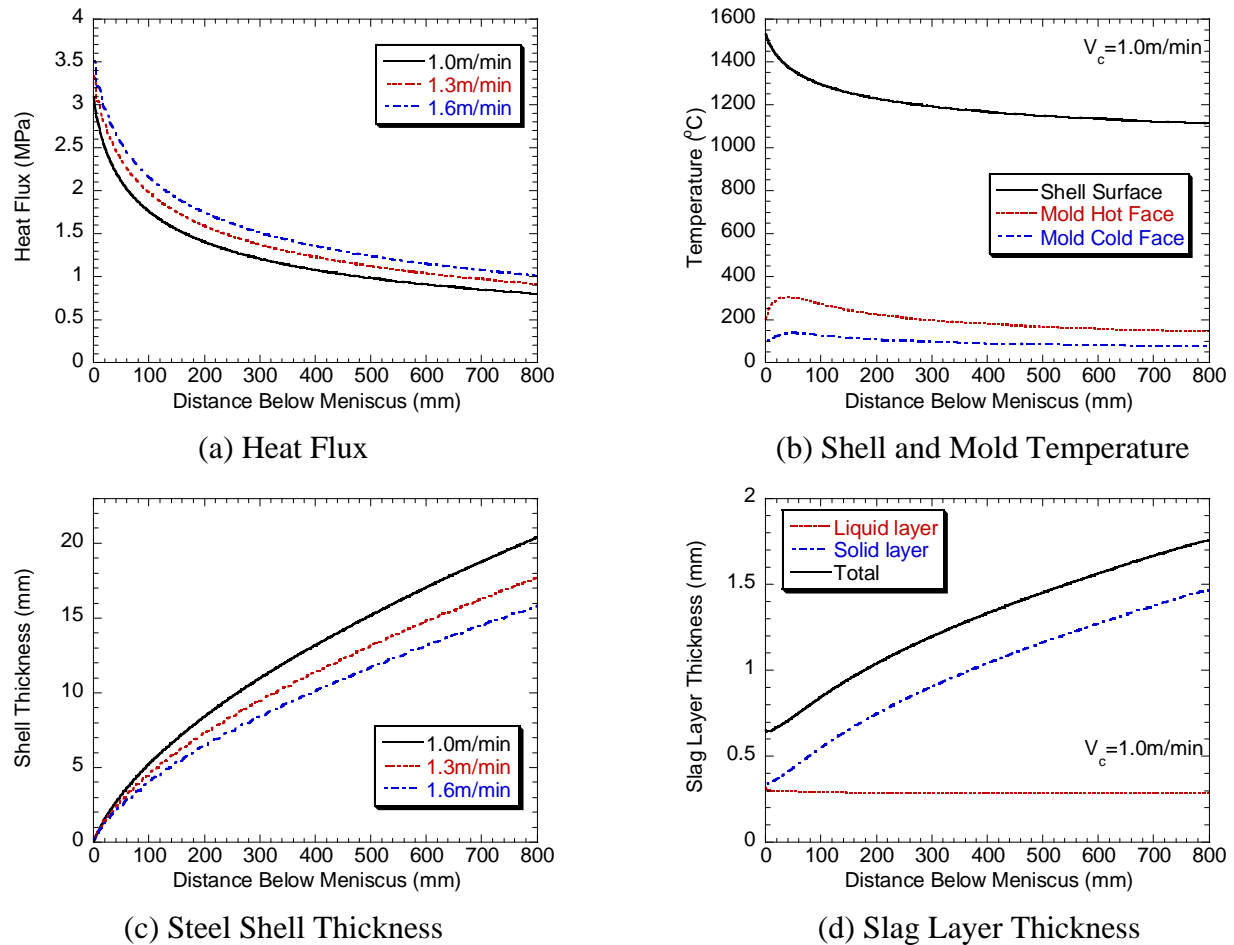 4
3.5
3
2.5
2
1.5
1
0.5
0
Heat Flux (MPa)
1.0m/min
1.3m/min
1.6m/min
0 100 200 300 400 500 600 700 800
Distance Below Meniscus (mm)
(a) Heat Flux
1600
1400
1200
1000
800
600
400
200
0
Temperature (°C)
V_c=1.0m/min
Shell Surface
Mold Hot Face
Mold Cold Face
0 100 200 300 400 500 600 700 800
Distance Below Meniscus (mm)
(b) Shell and Mold Temperature
20
15
10
5
0
Shell Thickness (mm)
1.0m/min
1.3m/min
1.6m/min
0 100 200 300 400 500 600 700 800
Distance Below Meniscus (mm)
(c) Steel Shell Thickness
2
1.5
1
0.5
0
Slag Layer Thickness (mm)
Liquid layer
Solid layer
Total
V_c=1.0m/min
0 100 200 300 400 500 600 700 800
Distance Below Meniscus (mm)
(d) Slag Layer Thickness